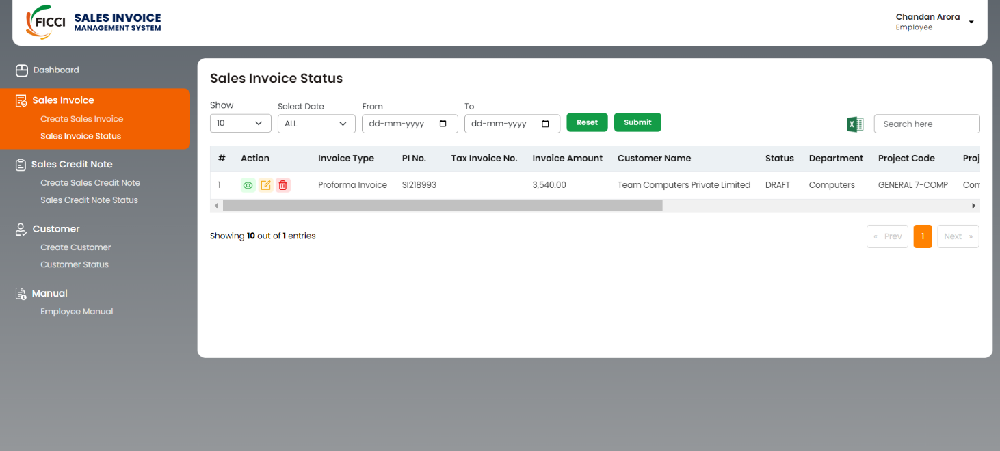 FICCI
SALES INVOICE
MANAGEMENT SYSTEM
Chandan Arora
Employee
Dashboard
Sales Invoice
Create Sales Invoice
Sales Invoice Status
Sales Credit Note
Create Sales Credit Note
Sales Credit Note Status
Customer
Create Customer
Customer Status
Manual
Employee Manual
Sales Invoice Status
Show Select Date From To
10 ALL dd-mm-yyyy dd-mm-yyyy Reset Submit X Search here
# Action Invoice Type PI No. Tax Invoice No. Invoice Amount Customer Name Status Department Project Code Proj
1 Proforma Invoice SI218993 3,540.00 Team Computers Private Limited DRAFT Computers GENERAL 7-COMP Com
Showing 10 out of 1 entries
« Prev 1 Next »